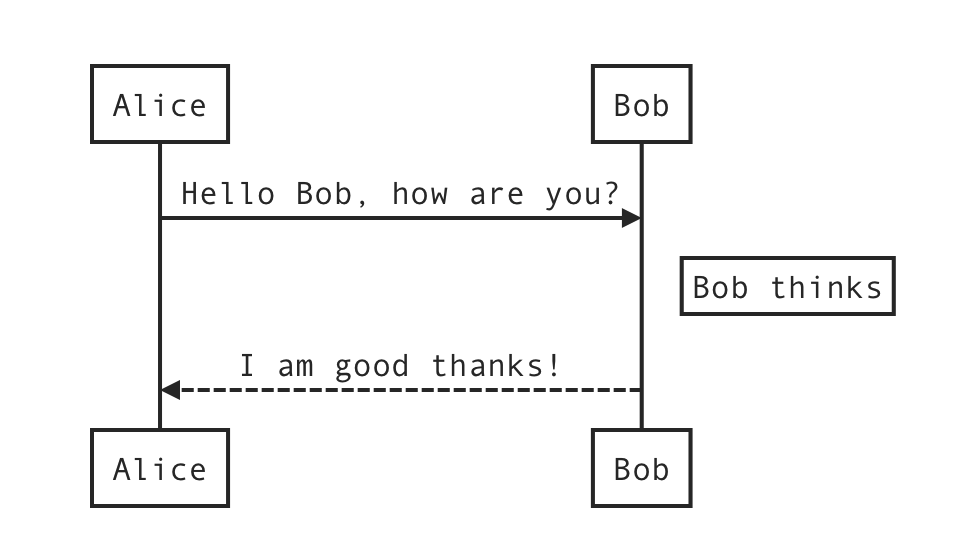 Alice
Bob
Hello Bob, how are you?
Bob thinks
I am good thanks!
Alice
Bob